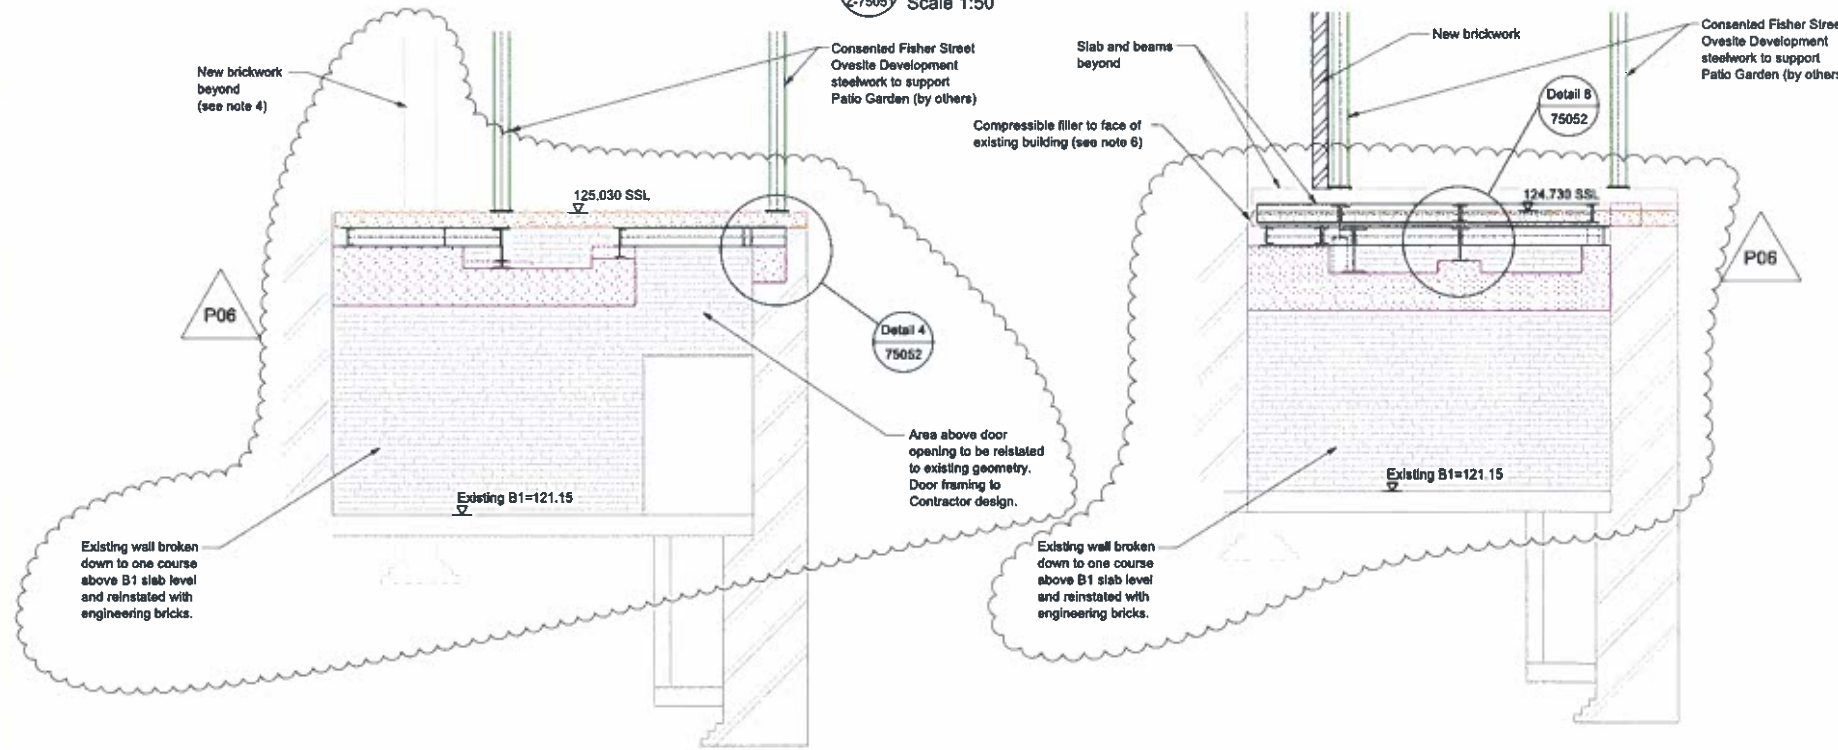 Z-7505
Scale 1:50
New brickwork
beyond
(see note 4)
Consented Fisher Street
Ovesite Development
steelwork to support
Patio Garden (by others)
125.030 SSL
P06
Detail 4
75052
Area above door
opening to be reistated
to existing geometry.
Door framing to
Contractor design.
Existing B1=121.15
Existing wall broken
down to one course
above B1 slab level
and reinstated with
engineering bricks.
Slab and beams
beyond
New brickwork
Consented Fisher Stree
Ovesite Development
steelwork to support
Patio Garden (by others
Compressible filler to face of
existing building (see note 6)
Detail 8
75052
124.730 SSL
P06
Existing B1=121.15
Existing wall broken
down to one course
above B1 slab level
and reinstated with
engineering bricks.